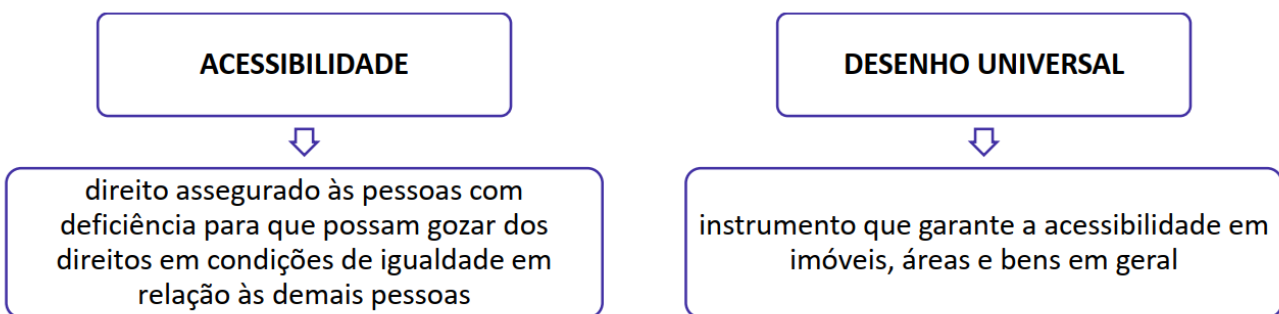 ACESSIBILIDADE
direito assegurado às pessoas com
deficiência para que possam gozar dos
direitos em condições de igualdade em
relação às demais pessoas
DESENHO UNIVERSAL
instrumento que garante a acessibilidade em
imóveis, áreas e bens em geral